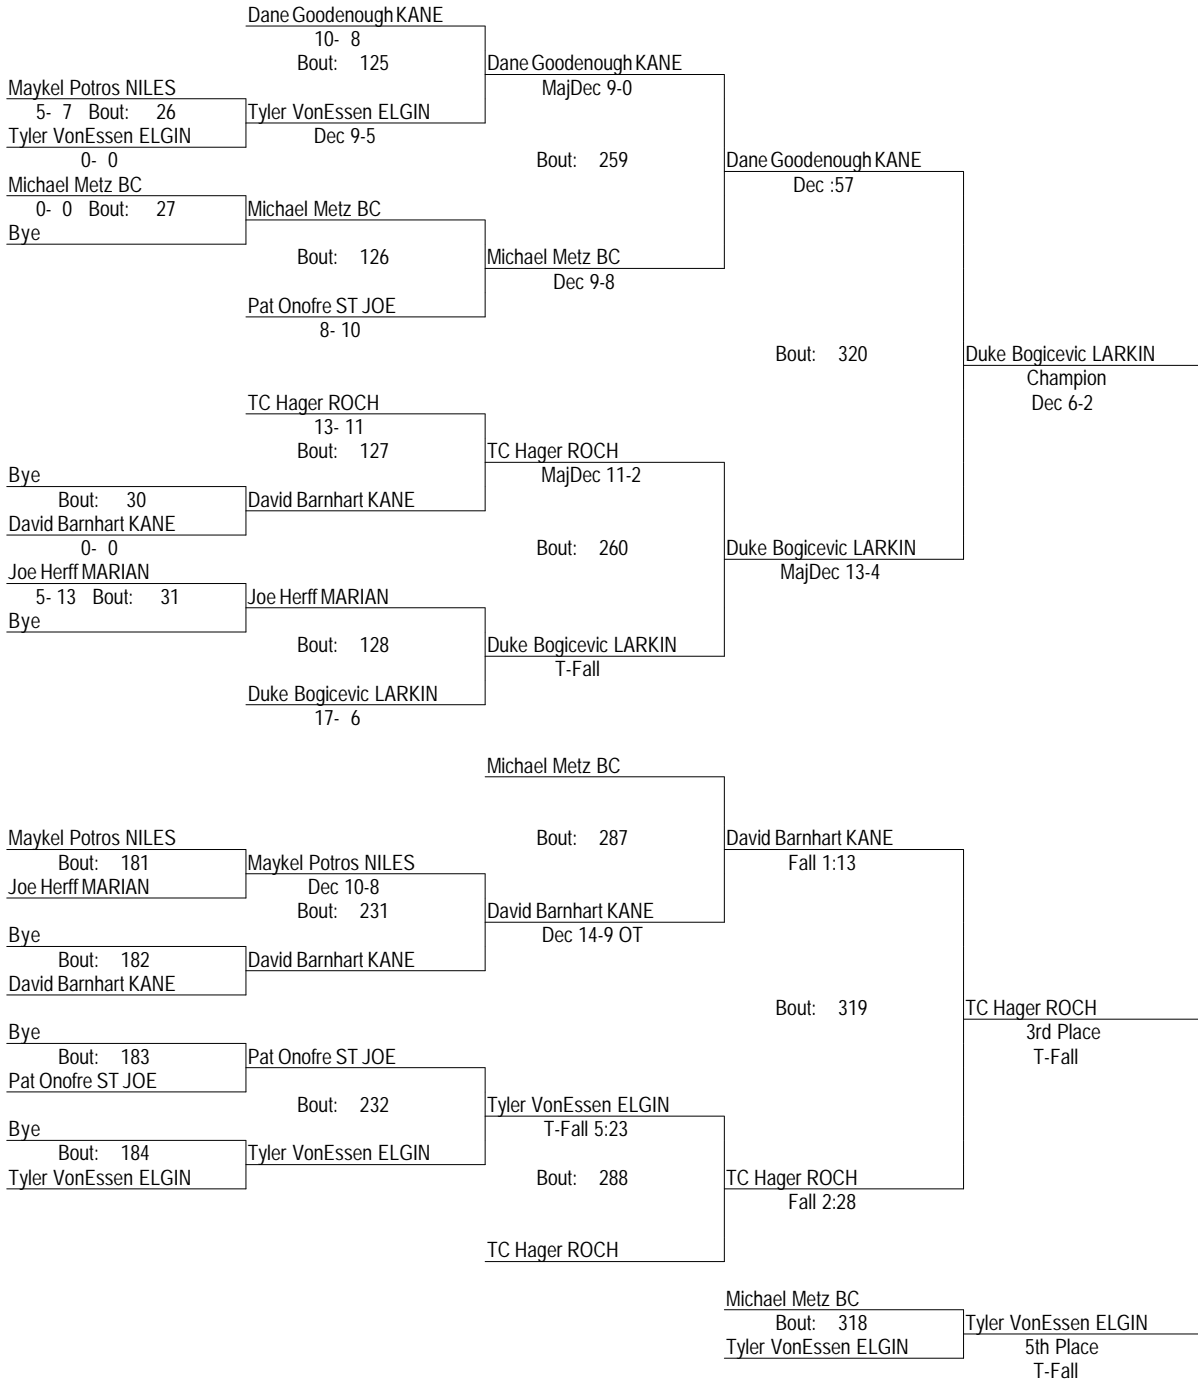 Dane Goodenough KANE
10- 8
Bout: 125
Dane Goodenough KANE
MajDec 9-0
Maykel Potros NILES
5- 7 Bout: 26
Tyler VonEssen ELGIN
Dec 9-5
Tyler VonEssen ELGIN
0- 0
Bout: 259
Dane Goodenough KANE
Dec :57
Michael Metz BC
0- 0 Bout: 27
Michael Metz BC
Bye
Bout: 126
Michael Metz BC
Dec 9-8
Pat Onofre ST JOE
8- 10
Bout: 320
Duke Bogicevic LARKIN
Champion
Dec 6-2
TC Hager ROCH
13- 11
Bout: 127
TC Hager ROCH
MajDec 11-2
Bye
Bout: 30
David Barnhart KANE
David Barnhart KANE
0- 0
Bout: 260
Duke Bogicevic LARKIN
MajDec 13-4
Joe Herff MARIAN
5- 13 Bout: 31
Joe Herff MARIAN
Bye
Bout: 128
Duke Bogicevic LARKIN
T-Fall
Duke Bogicevic LARKIN
17- 6
Michael Metz BC
Bout: 287
David Barnhart KANE
Fall 1:13
Maykel Potros NILES
Bout: 181
Maykel Potros NILES
Dec 10-8
Joe Herff MARIAN
Bout: 231
David Barnhart KANE
Dec 14-9 OT
Bye
Bout: 182
David Barnhart KANE
David Barnhart KANE
Bout: 319
TC Hager ROCH
3rd Place
T-Fall
Bye
Bout: 183
Pat Onofre ST JOE
Pat Onofre ST JOE
Bout: 232
Tyler VonEssen ELGIN
T-Fall 5:23
Bye
Bout: 184
Tyler VonEssen ELGIN
Tyler VonEssen ELGIN
Bout: 288
TC Hager ROCH
Fall 2:28
TC Hager ROCH
Michael Metz BC
Bout: 318
Tyler VonEssen ELGIN
Tyler VonEssen ELGIN
5th Place
T-Fall